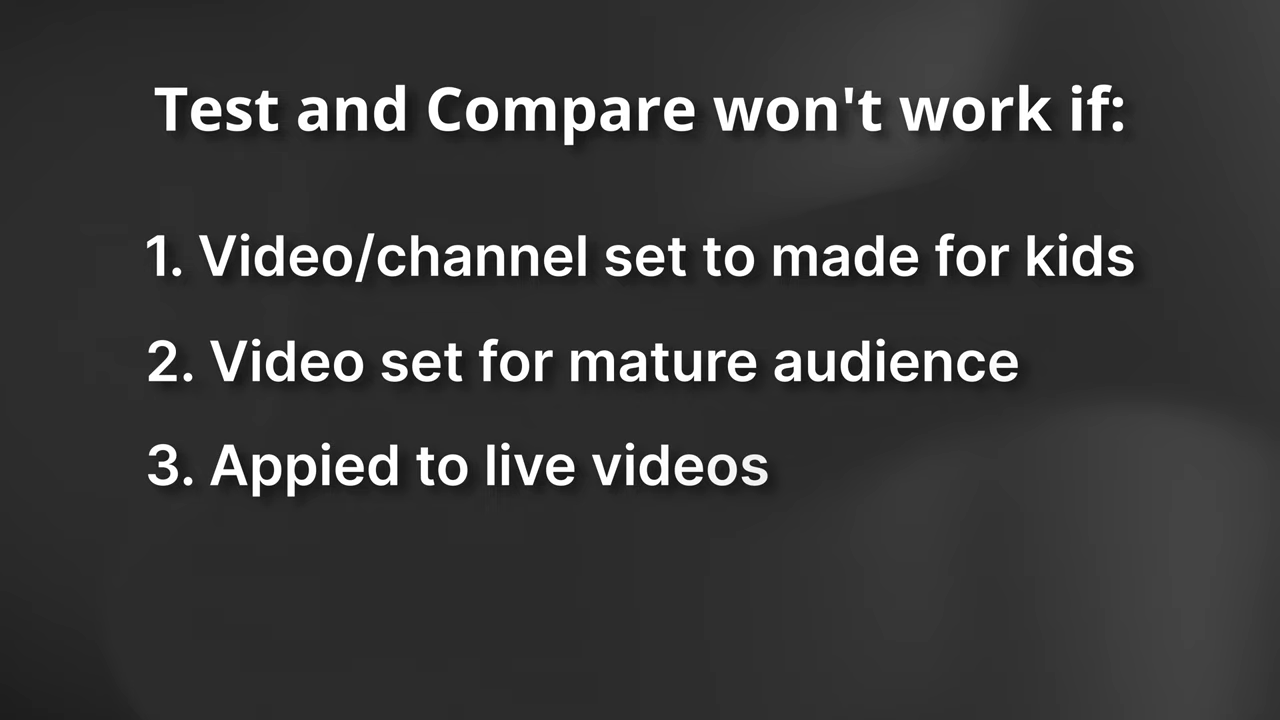 Test and Compare won't work if:
1. Video/channel set to made for kids
2. Video set for mature audience
3. Appied to live videos